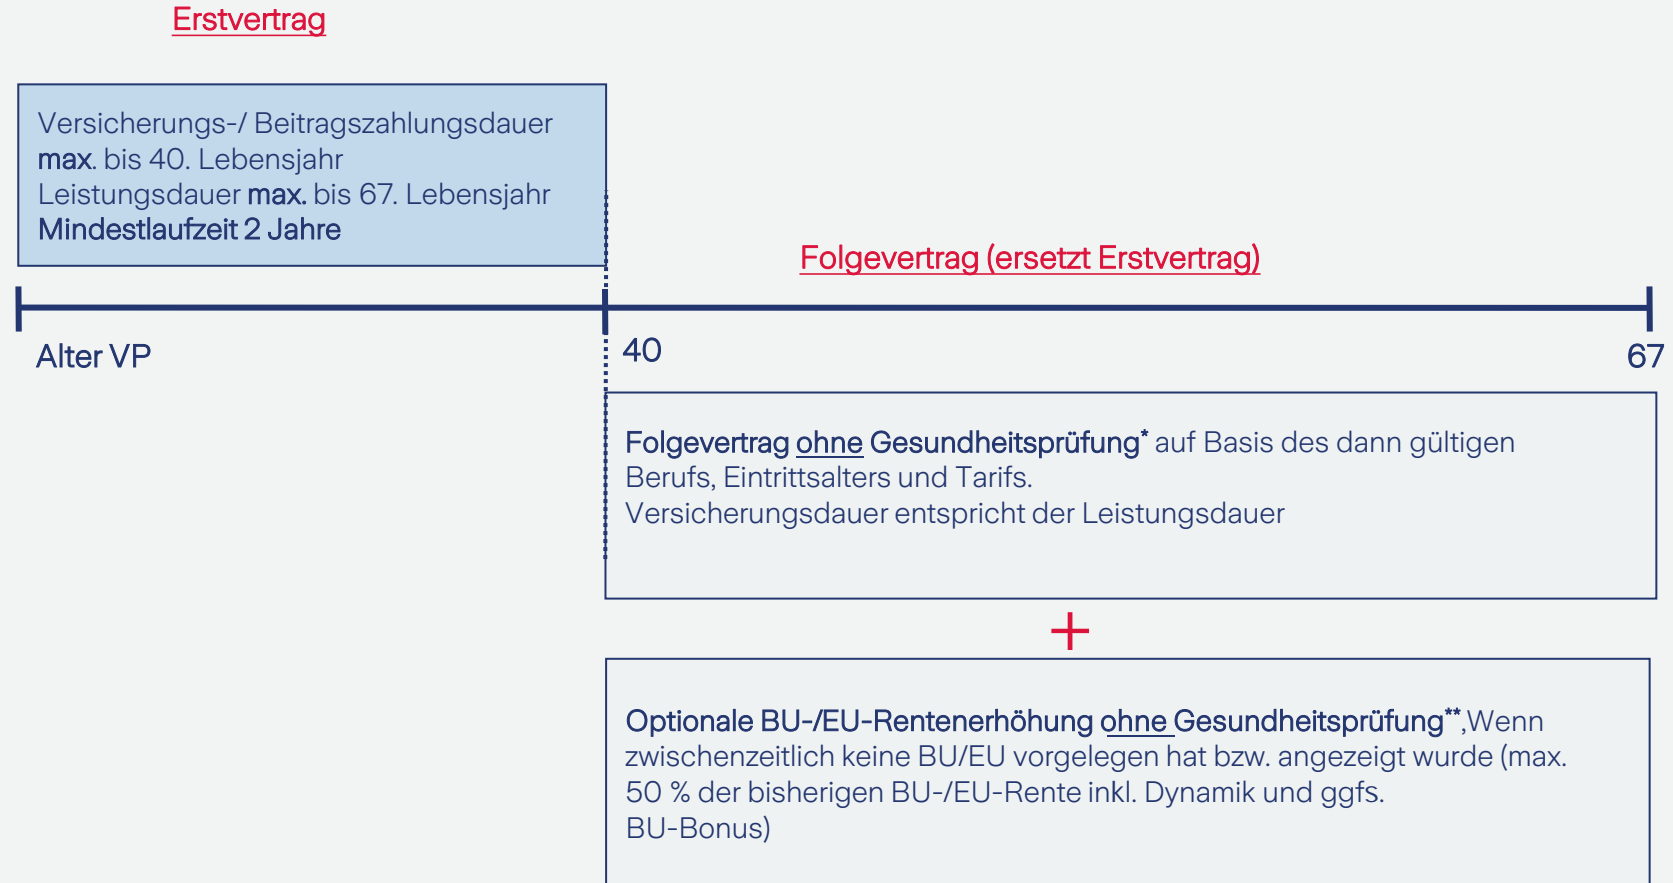 Erstvertrag
Versicherungs-/ Beitragszahlungsdauer
max. bis 40. Lebensjahr
Leistungsdauer max. bis 67. Lebensjahr
Mindestlaufzeit 2 Jahre
Folgevertrag (ersetzt Erstvertrag)
Alter VP
40
67
Folgevertrag ohne Gesundheitsprüfung* auf Basis des dann gültigen
Berufs, Eintrittsalters und Tarifs.
Versicherungsdauer entspricht der Leistungsdauer
+
Optionale BU-/EU-Rentenerhöhung ohne Gesundheitsprüfung**,Wenn
zwischenzeitlich keine BU/EU vorgelegen hat bzw. angezeigt wurde (max.
50 % der bisherigen BU-/EU-Rente inkl. Dynamik und ggfs.
BU-Bonus)